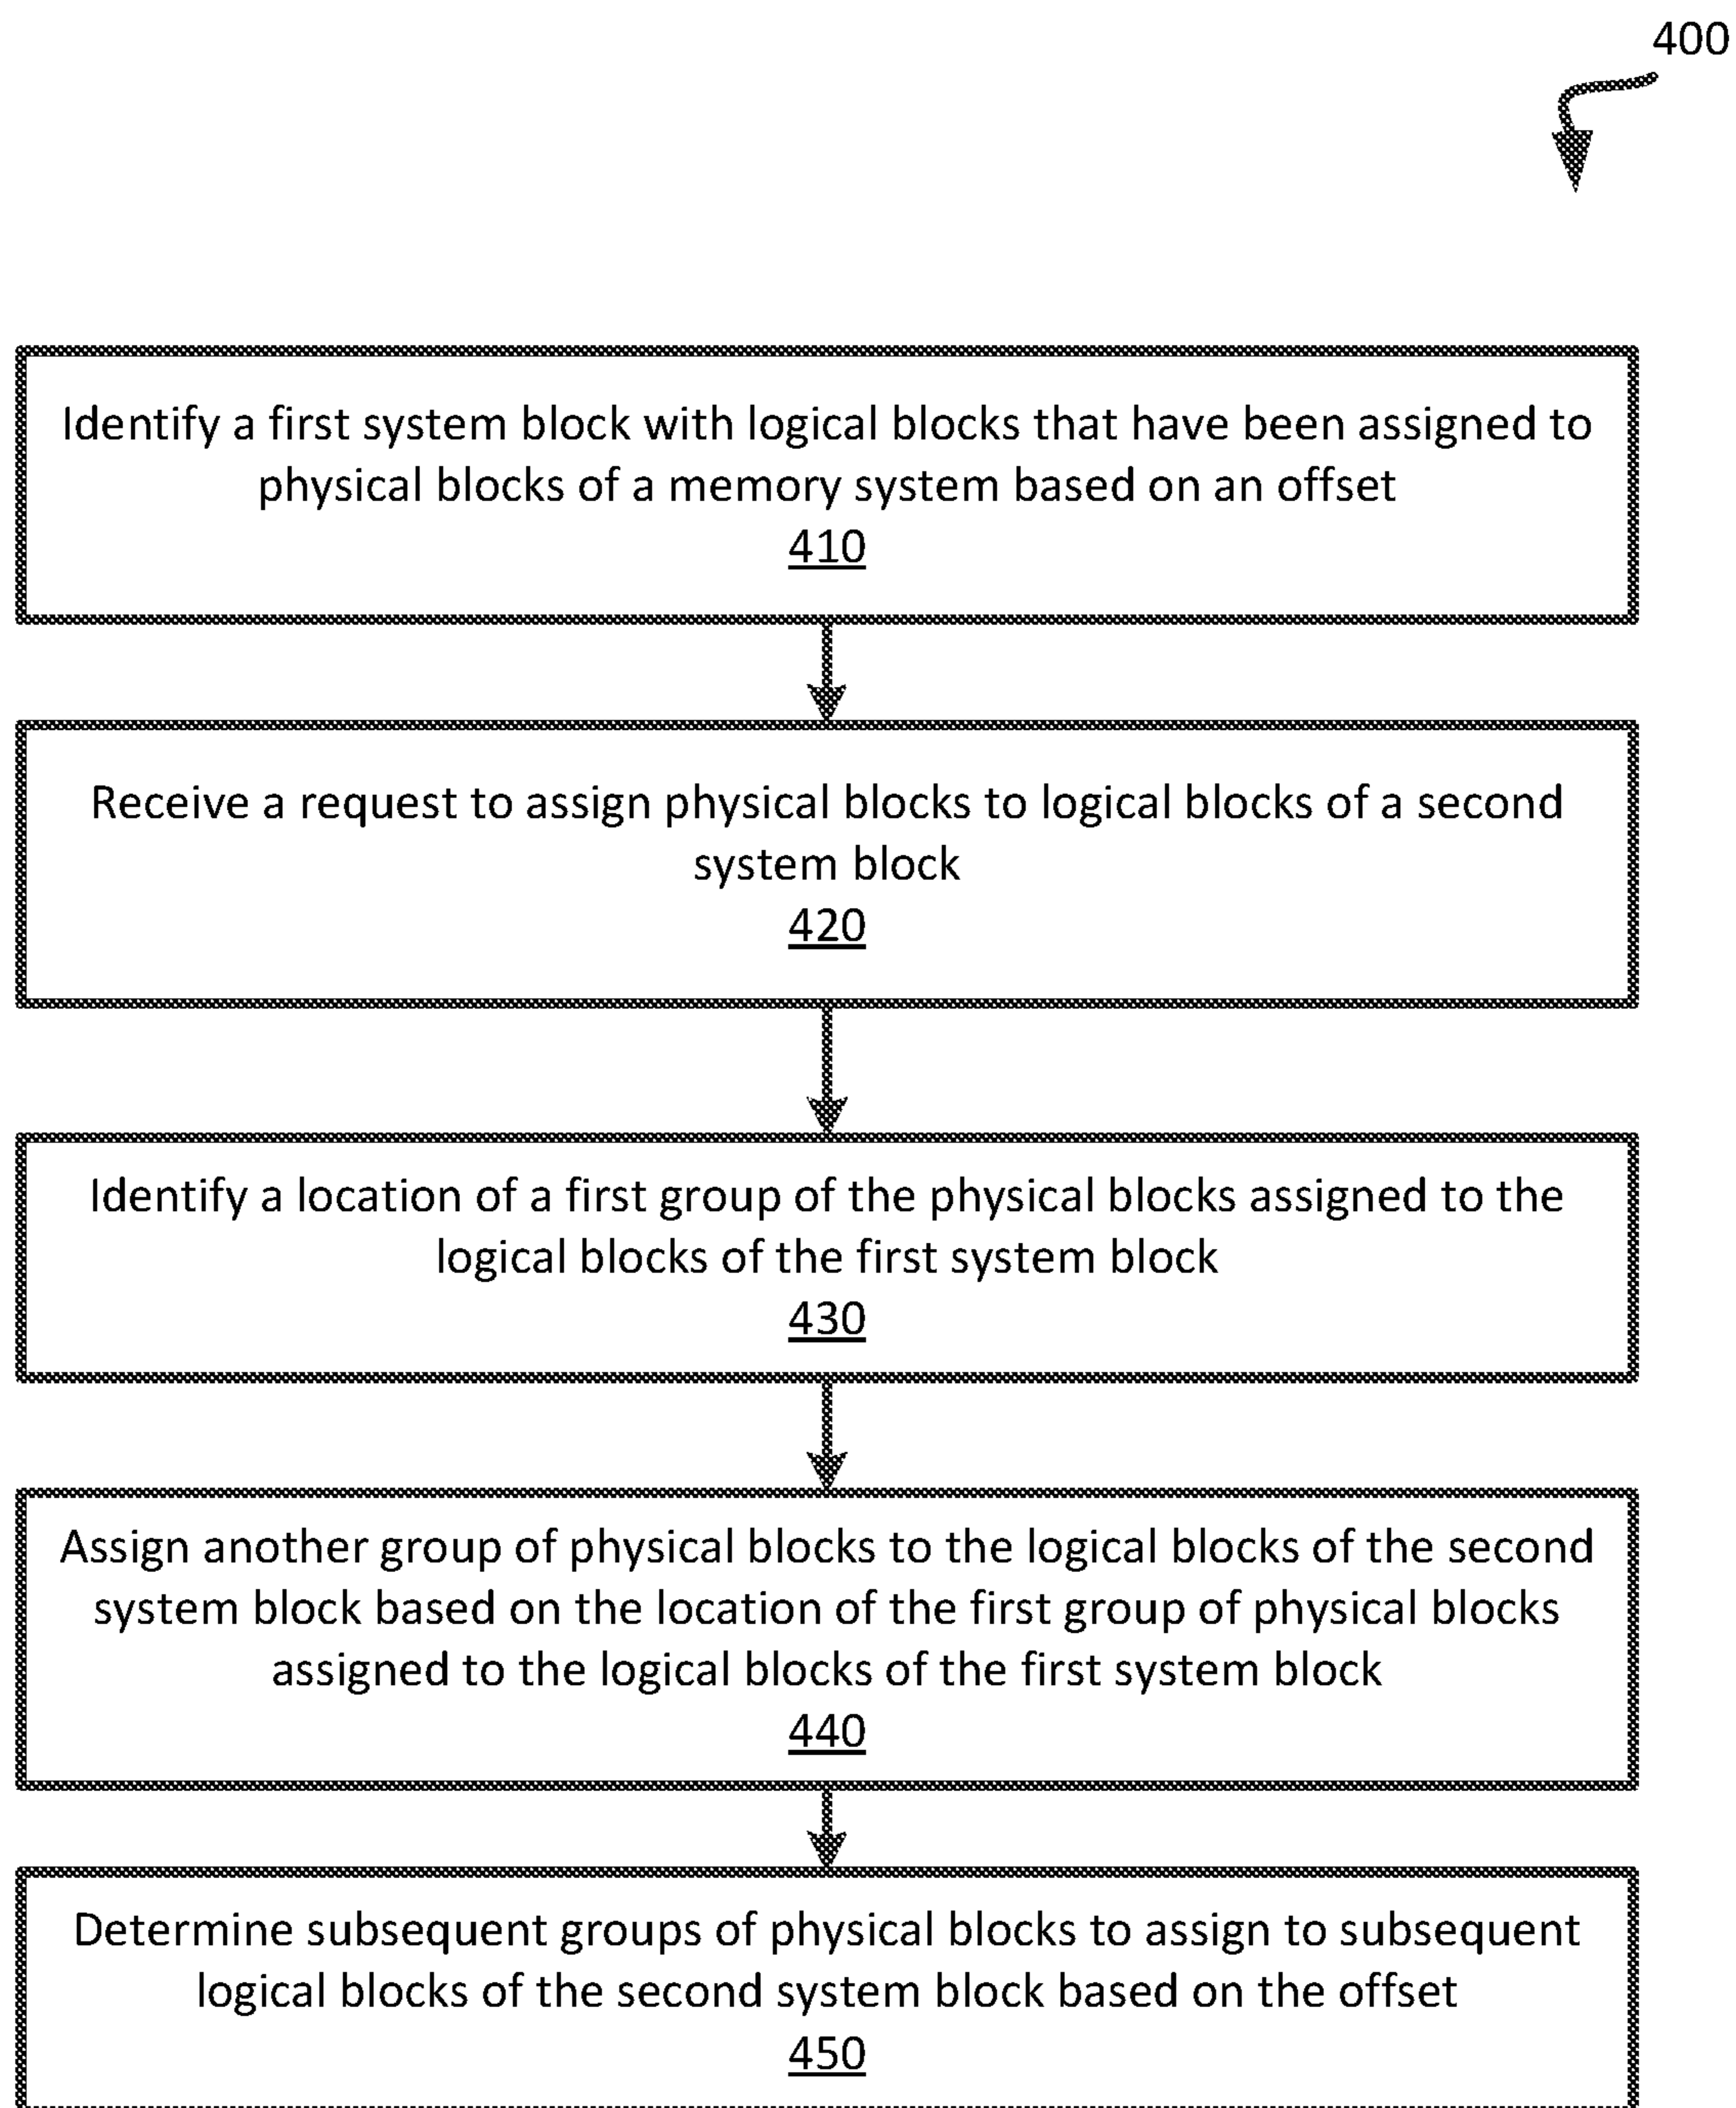 400
Identify a first system block with logical blocks that have been assigned to
physical blocks of a memory system based on an offset
410
Receive a request to assign physical blocks to logical blocks of a second
system block
420
Identify a location of a first group of the physical blocks assigned to the
logical blocks of the first system block
430
Assign another group of physical blocks to the logical blocks of the second
system block based on the location of the first group of physical blocks
assigned to the logical blocks of the first system block
440
Determine subsequent groups of physical blocks to assign to subsequent
logical blocks of the second system block based on the offset
450